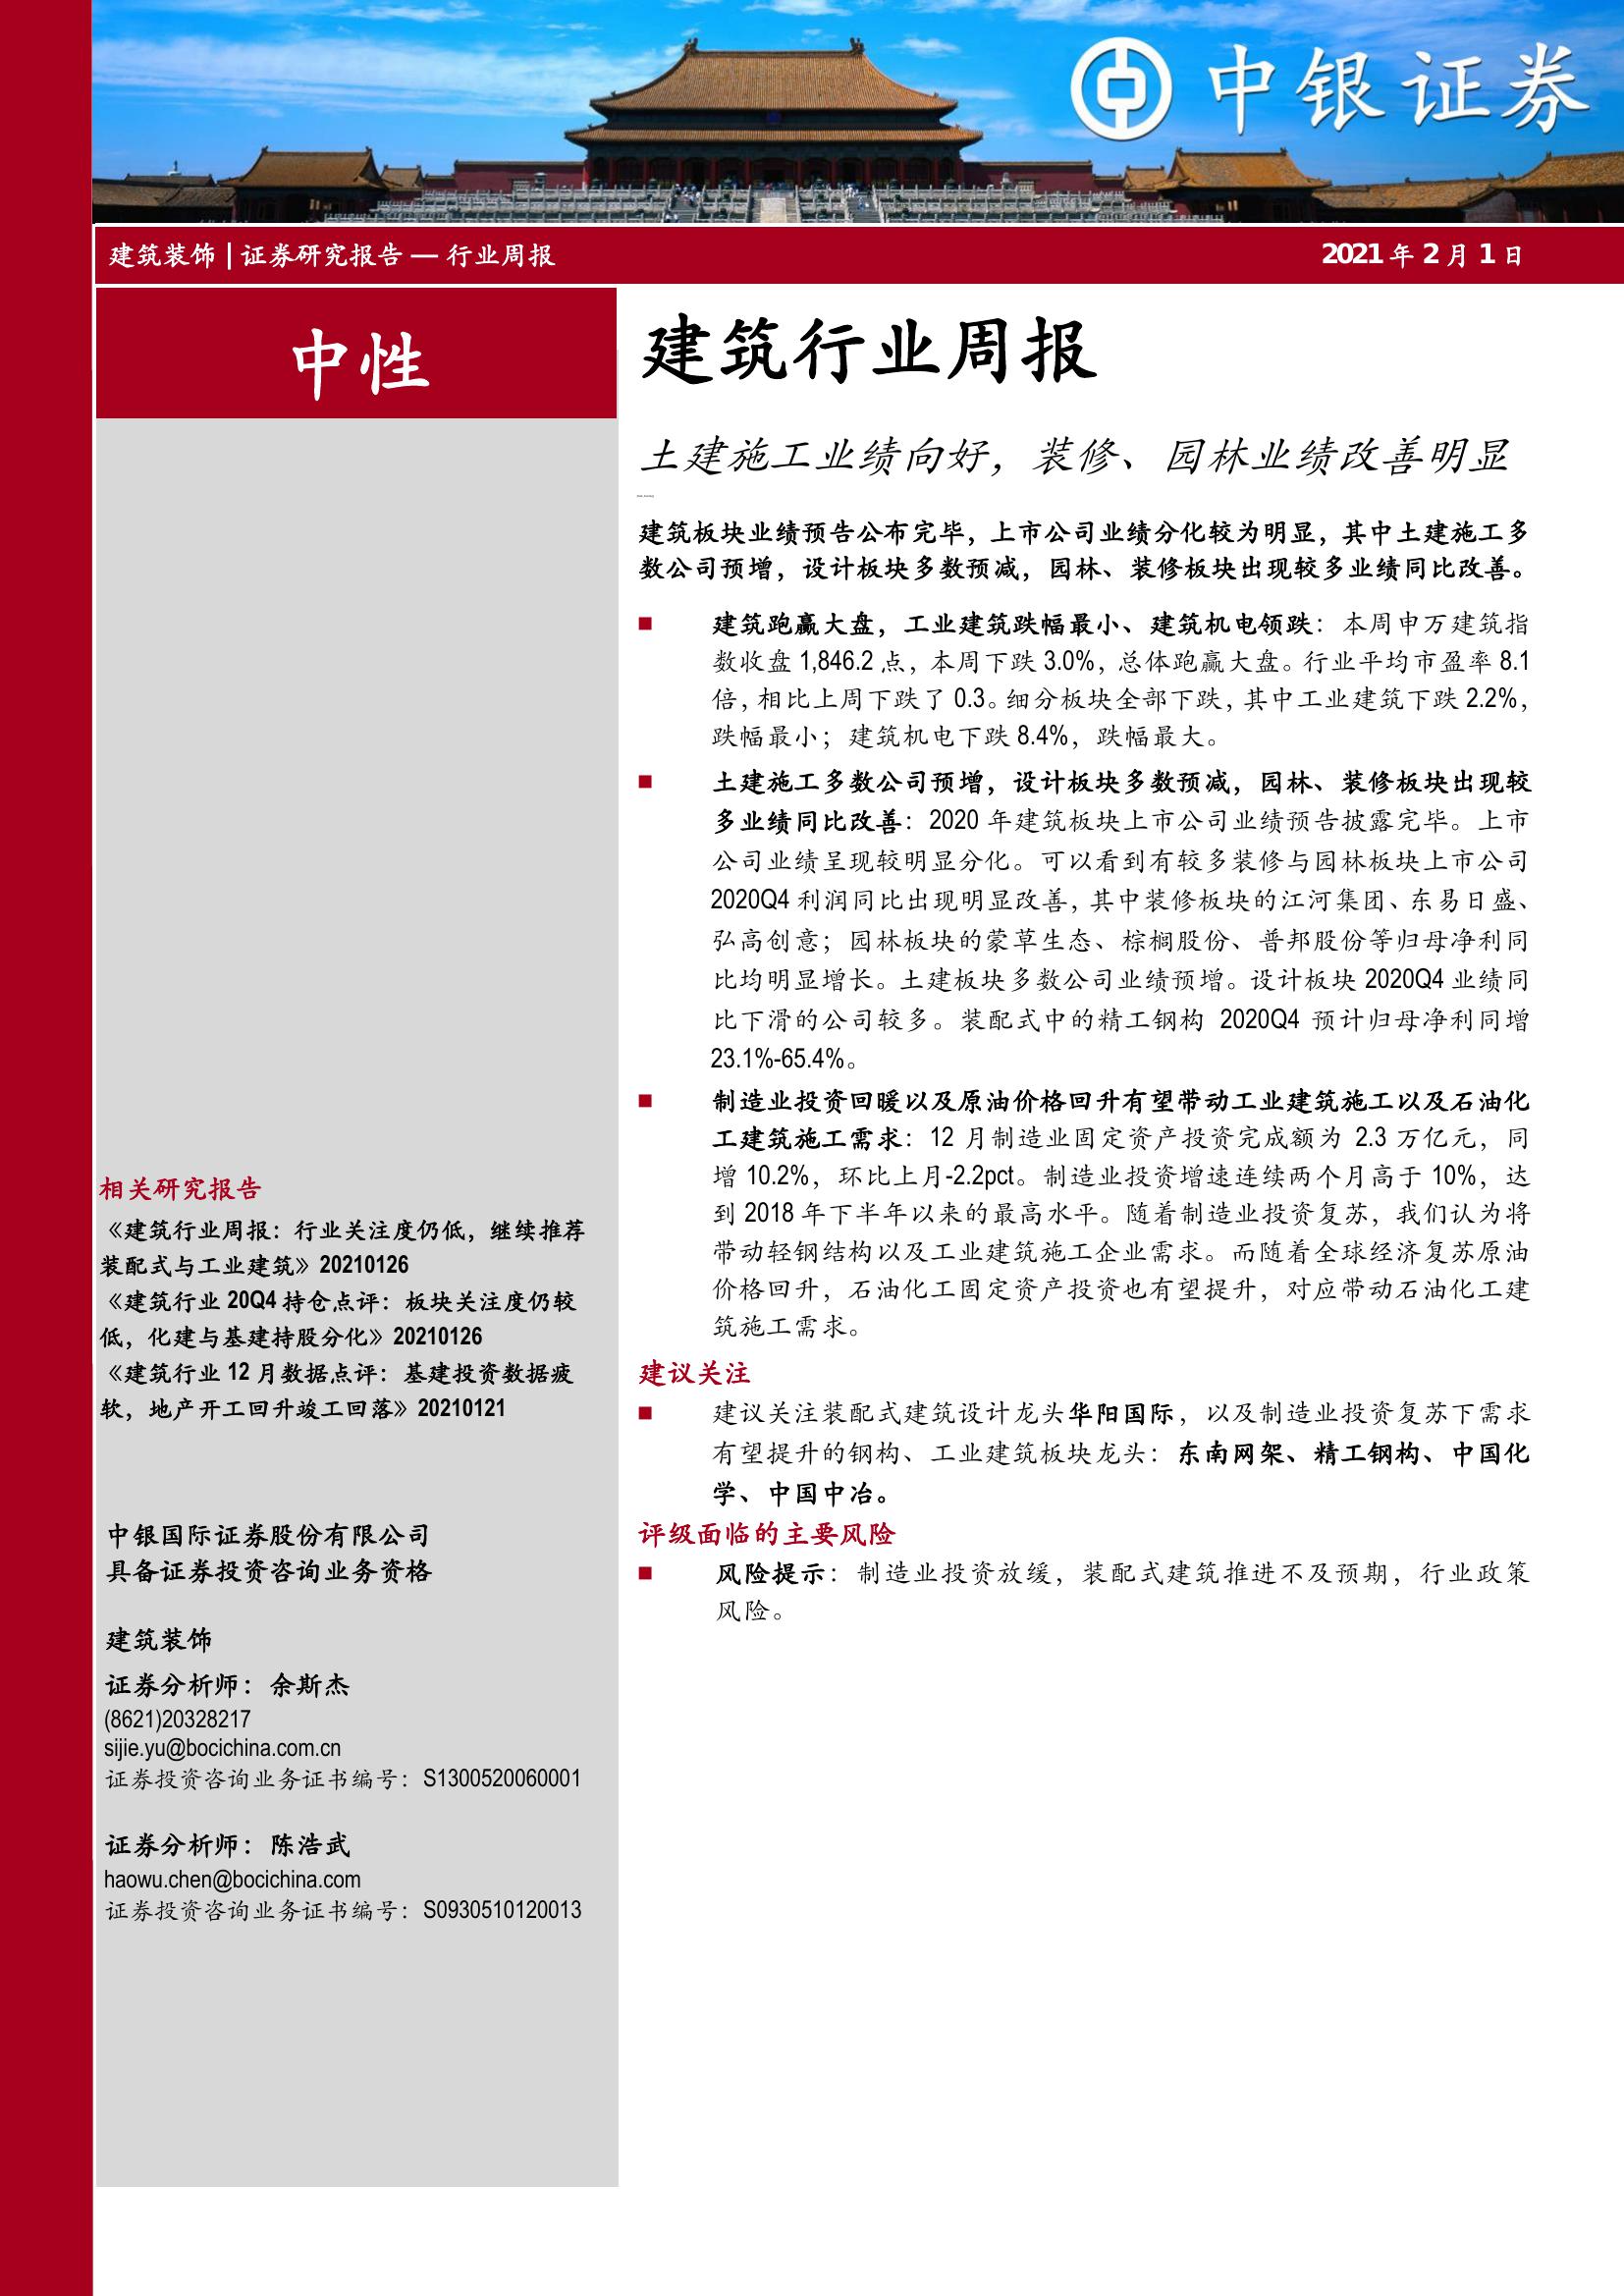 中银证券
建筑装饰 | 证券研究报告 — 行业周报
2021 年 2 月 1 日
中性
建筑行业周报
土建施工业绩向好，装修、园林业绩改善明显
建筑板块业绩预告公布完毕，上市公司业绩分化较为明显，其中土建施工多
数公司预增，设计板块多数预减，园林、装修板块出现较多业绩同比改善。
■ 建筑跑赢大盘，工业建筑跌幅最小、建筑机电领跌：本周申万建筑指
数收盘 1,846.2 点，本周下跌 3.0%，总体跑赢大盘。行业平均市盈率 8.1
倍，相比上周下跌了 0.3。细分板块全部下跌，其中工业建筑下跌 2.2%，
跌幅最小；建筑机电下跌 8.4%，跌幅最大。
■ 土建施工多数公司预增，设计板块多数预减，园林、装修板块出现较
多业绩同比改善：2020 年建筑板块上市公司业绩预告披露完毕。上市
公司业绩呈现较明显分化。可以看到有较多装修与园林板块上市公司
2020Q4 利润同比出现明显改善，其中装修板块的江河集团、东易日盛、
弘高创意；园林板块的蒙草生态、棕榈股份、普邦股份等归母净利同
比均明显增长。土建板块多数公司业绩预增。设计板块 2020Q4 业绩同
比下滑的公司较多。装配式中的精工钢构 2020Q4 预计归母净利同增
23.1%-65.4%。
■ 制造业投资回暖以及原油价格回升有望带动工业建筑施工以及石油化
工建筑施工需求：12 月制造业固定资产投资完成额为 2.3 万亿元，同
增 10.2%，环比上月-2.2pct。制造业投资增速连续两个月高于 10%，达
到 2018 年下半年以来的最高水平。随着制造业投资复苏，我们认为将
带动轻钢结构以及工业建筑施工企业需求。而随着全球经济复苏原油
价格回升，石油化工固定资产投资也有望提升，对应带动石油化工建
筑施工需求。
建议关注
■ 建议关注装配式建筑设计龙头华阳国际，以及制造业投资复苏下需求
有望提升的钢构、工业建筑板块龙头：东南网架、精工钢构、中国化
学、中国中冶。
评级面临的主要风险
■ 风险提示：制造业投资放缓，装配式建筑推进不及预期，行业政策
风险。
相关研究报告
《建筑行业周报：行业关注度仍低，继续推荐
装配式与工业建筑》20210126
《建筑行业 20Q4 持仓点评：板块关注度仍较
低，化建与基建持股分化》20210126
《建筑行业 12 月数据点评：基建投资数据疲
软，地产开工回升竣工回落》20210121
中银国际证券股份有限公司
具备证券投资咨询业务资格
建筑装饰
证券分析师：余斯杰
(8621)20328217
sijie.yu@bocichina.com.cn
证券投资咨询业务证书编号：S1300520060001
证券分析师：陈浩武
haowu.chen@bocichina.com
证券投资咨询业务证书编号：S0930510120013